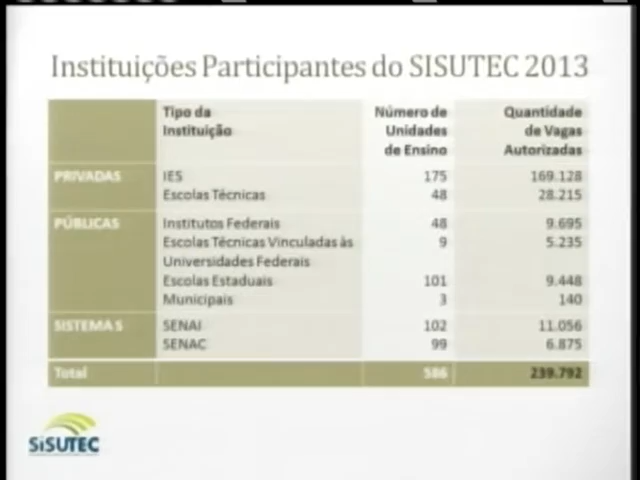 Instituições Participantes do SISUTEC 2013
Tipo da Instituição Número de Unidades de Ensino Quantidade de Vagas Autorizadas
PRIVADAS IES 175 169.128
Escolas Técnicas 48 28.215
PÚBLICAS Institutos Federais 48 9.695
Escolas Técnicas Vinculadas às 9 5.235
Universidades Federais
Escolas Estaduais 101 9.448
Municipais 3 140
SISTEMA S SENAI 102 11.056
SENAC 99 6.875
Total 586 239.792
SiSUTEC